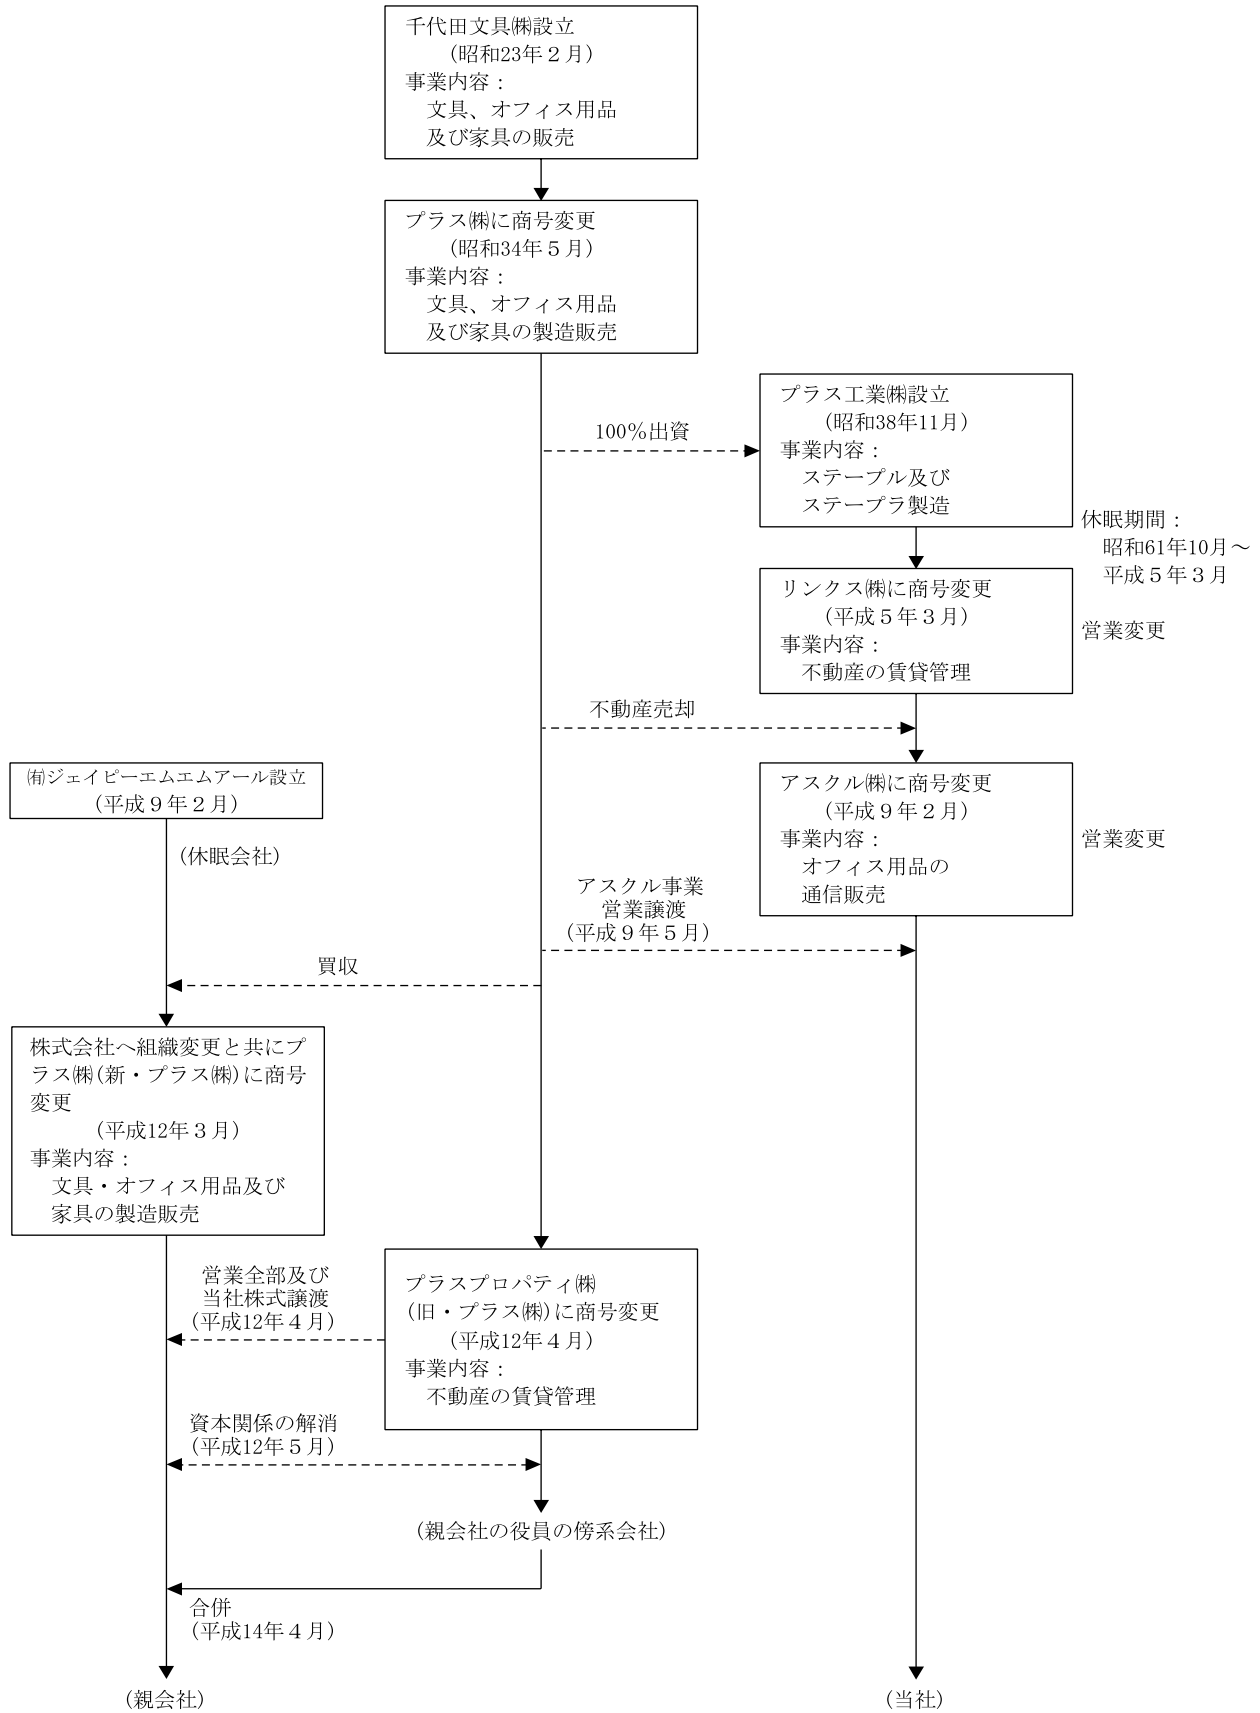 千代田文具㈱設立
（昭和23年２月）
事業内容：
文具、オフィス用品
及び家具の販売
プラス㈱に商号変更
（昭和34年５月）
事業内容：
文具、オフィス用品
及び家具の製造販売
100％出資
プラス工業㈱設立
（昭和38年11月）
事業内容：
ステープル及び
ステープラ製造
休眠期間：
昭和61年10月～
平成５年３月
リンクス㈱に商号変更
（平成５年３月）
事業内容：
不動産の賃貸管理
営業変更
不動産売却
㈲ジェイピーエムエムアール設立
（平成９年２月）
（休眠会社）
アスクル㈱に商号変更
（平成９年２月）
事業内容：
オフィス用品の
通信販売
営業変更
アスクル事業
営業譲渡
（平成９年５月）
買収
株式会社へ組織変更と共にプ
ラス㈱（新・プラス㈱）に商号
変更
（平成12年３月）
事業内容：
文具・オフィス用品及び
家具の製造販売
営業全部及び
当社株式譲渡
（平成12年４月）
プラスプロパティ㈱
（旧・プラス㈱）に商号変更
（平成12年４月）
事業内容：
不動産の賃貸管理
資本関係の解消
（平成12年５月）
（親会社の役員の傍系会社）
合併
（平成14年４月）
（親会社）
（当社）